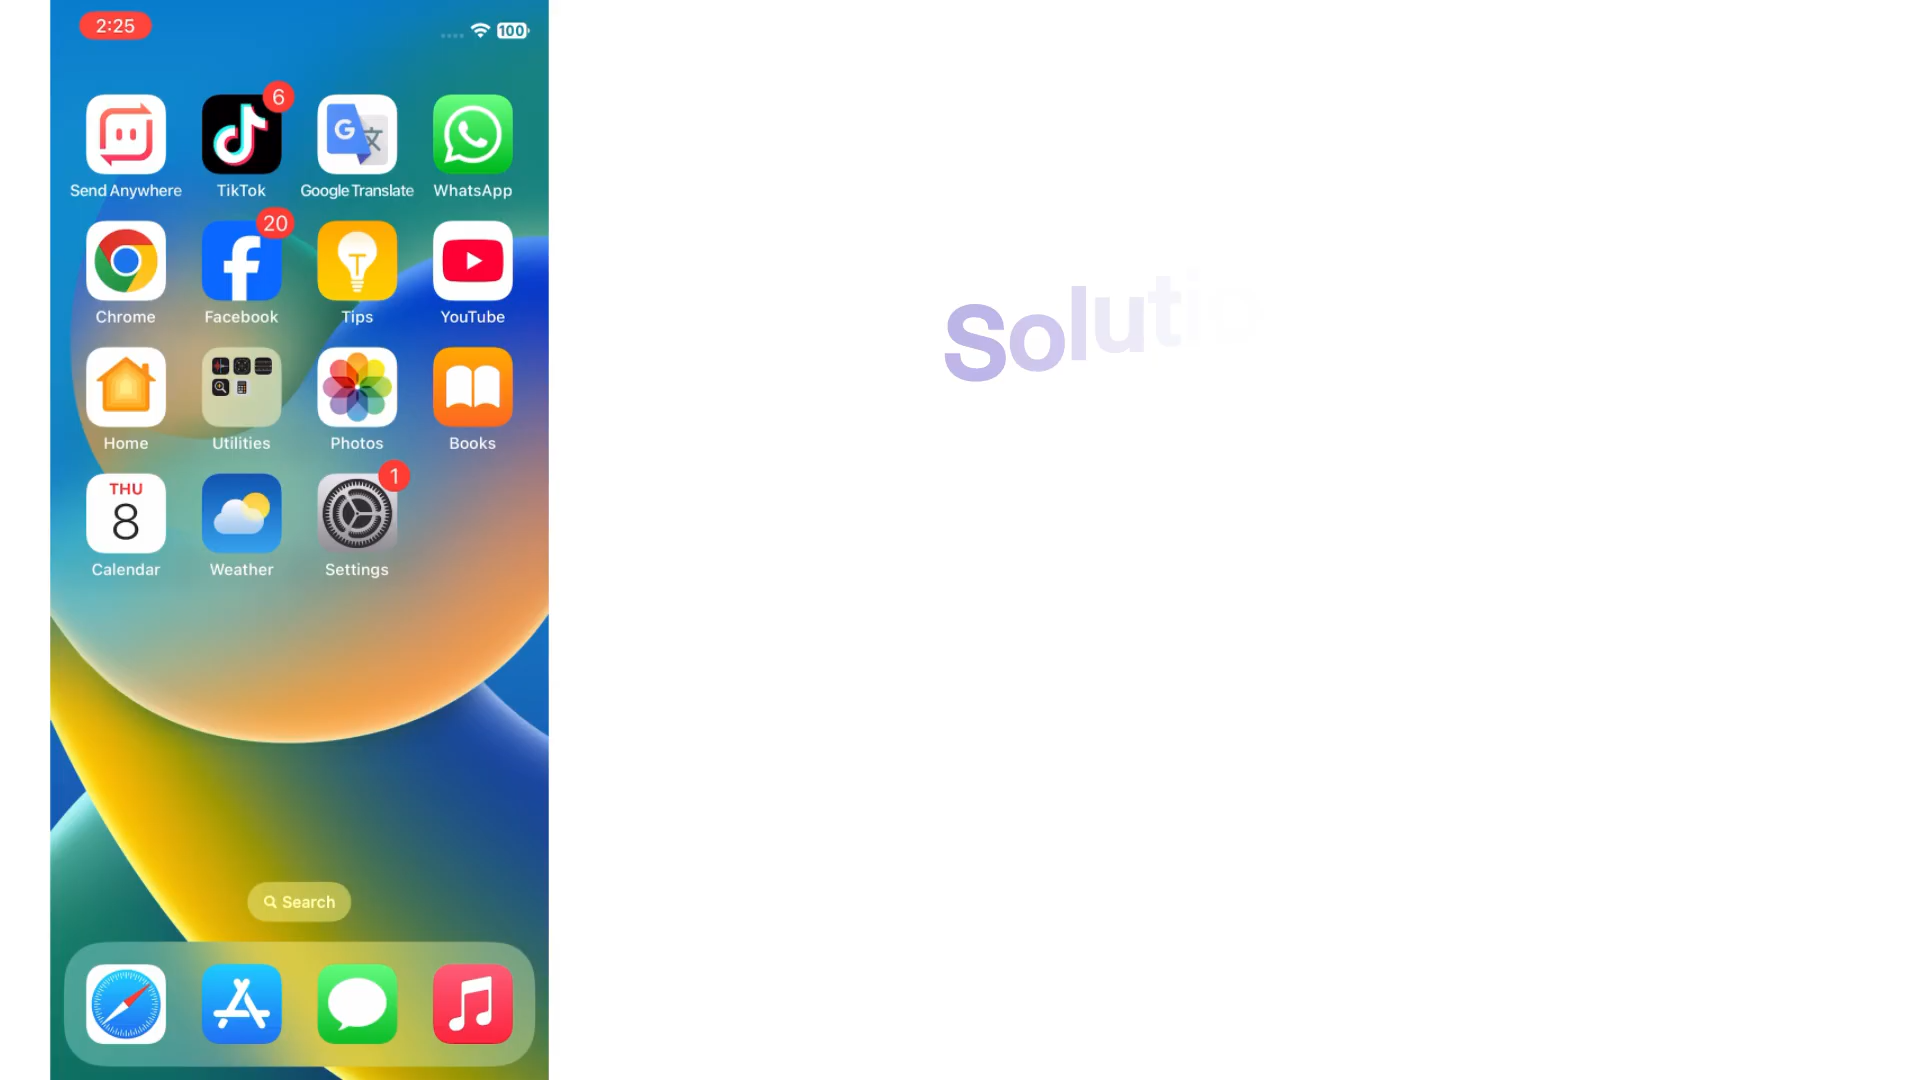 2:25
100
6
Send Anywhere
TikTok
Google Translate
WhatsApp
20
Chrome
Facebook
Tips
YouTube
Home
Utilities
Photos
Books
THU
8
1
Calendar
Weather
Settings
Search
Solutio